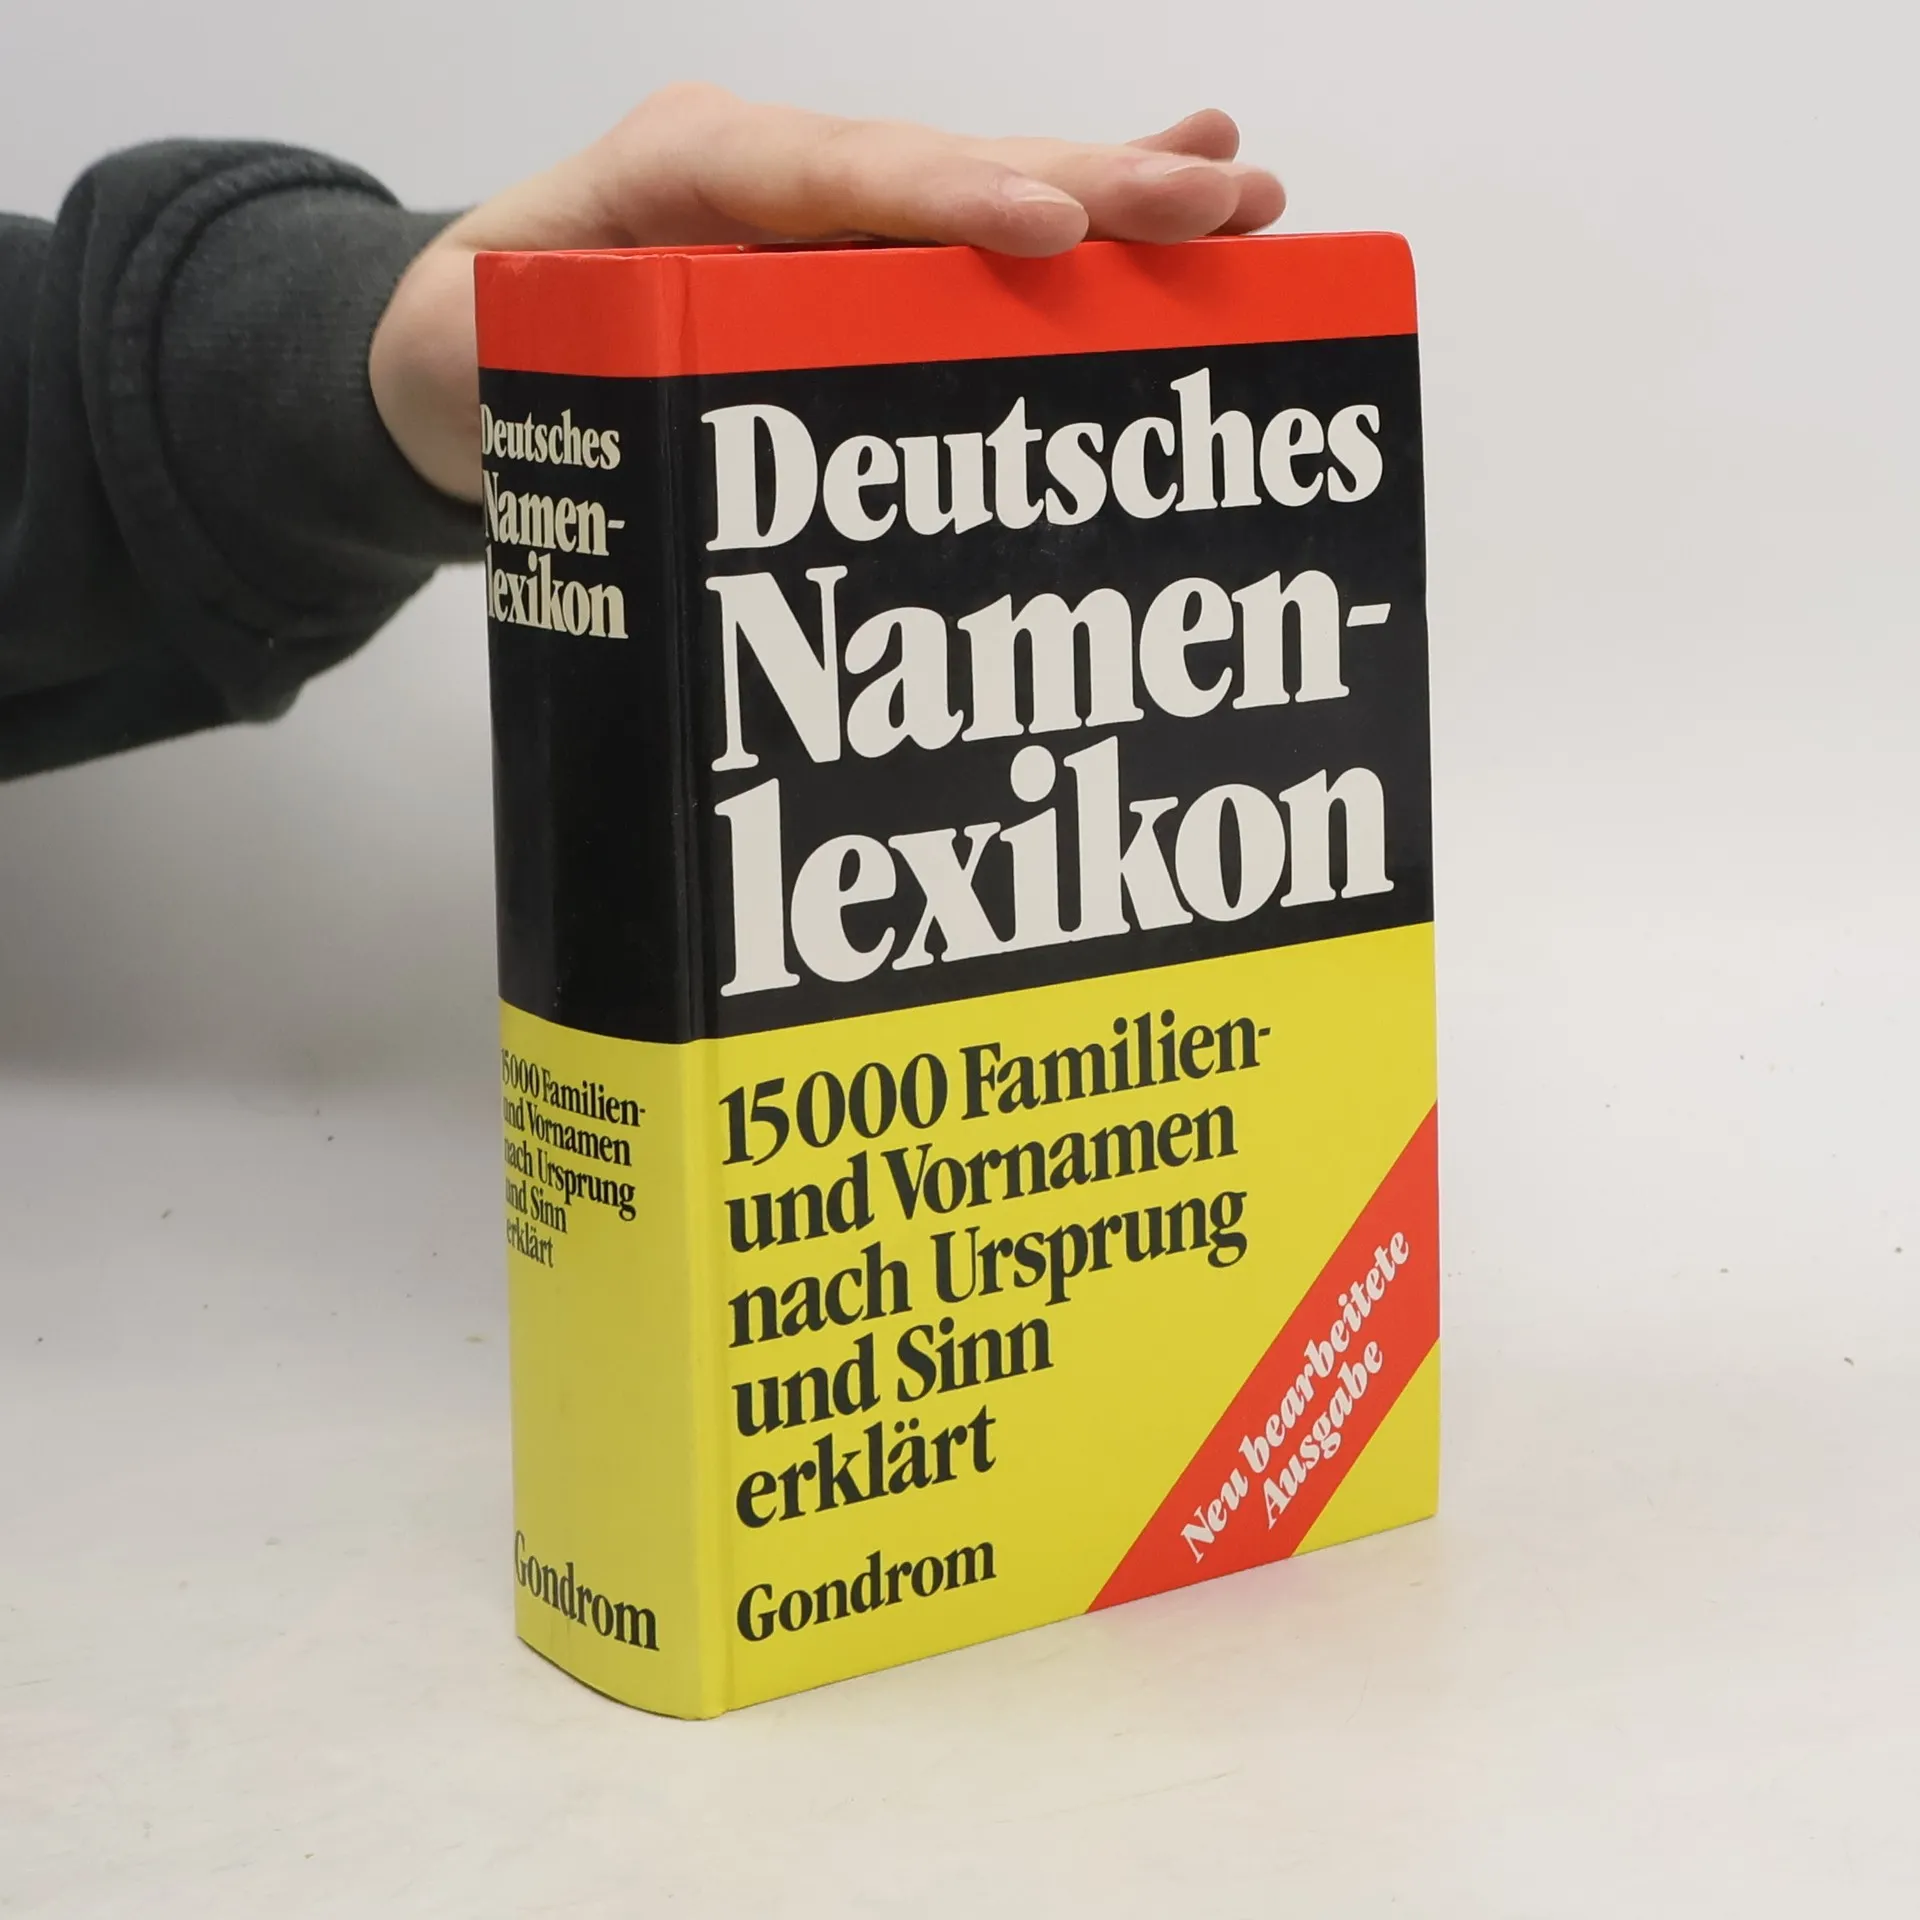 Deutsches
Namen-
lexikon
15000 Familien-
und Vornamen
nach Ursprung
und Sinn
erklärt
Gondrom
Deutsches
Namen-
lexikon
15000 Familien-
und Vornamen
nach Ursprung
und Sinn
erklärt
Gondrom
Neu bearbeitete
Ausgabe